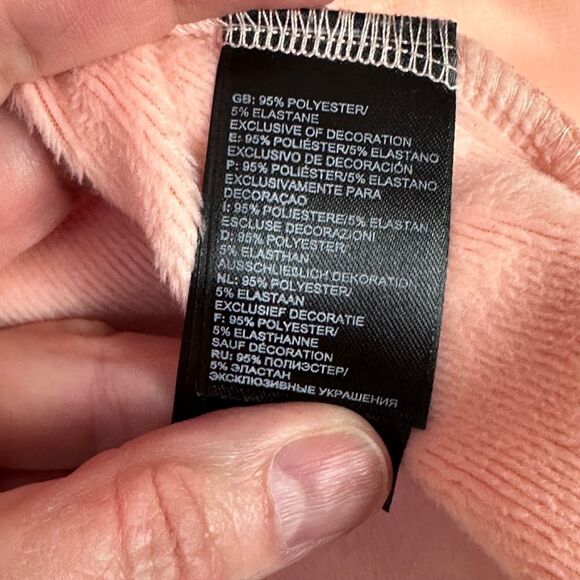 GB: 95% POLYESTER/
5% ELASTANE
EXCLUSIVE OF DECORATION
E: 95% POLIÉSTER/5% ELASTANO
EXCLUSIVO DE DECORACIÓN
P: 95% POLIÉSTER/5% ELASTANO
EXCLUSIVAMENTE PARA
DECORAÇAO
I: 95% POLIESTERE/5% ELASTAN
ESCLUSE DECORAZIONI
D: 95% POLYESTER/
5% ELASTHAN
AUSSCHLIEBLICH DEKORATION
NL: 95% POLYESTER/
5% ELASTAAN
EXCLUSIEF DECORATIE
F: 95% POLYESTER/
5% ELASTHANNE
SAUF DÉCORATION
RU: 95% ПОЛИЭСТЕР/
5% ЭЛАСТАН
ЭКСКЛЮЗИВНЫЕ УКРАШЕНИЯ